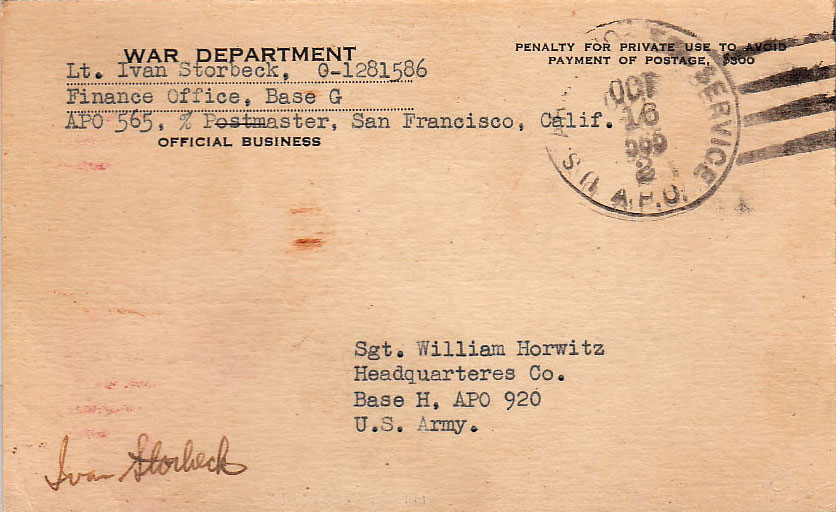 WAR DEPARTMENT
Lt. Ivan Storbeck, O-1281586
Finance Office, Base G
APO 565, % Postmaster, San Francisco, Calif.
OFFICIAL BUSINESS
PENALTY FOR PRIVATE USE TO AVOID
PAYMENT OF POSTAGE, $300
SERVICE
U.S. A.P.O.
OCT
16
Sgt. William Horwitz
Headquarteres Co.
Base H, APO 920
U.S. Army.
Ivan Storbeck